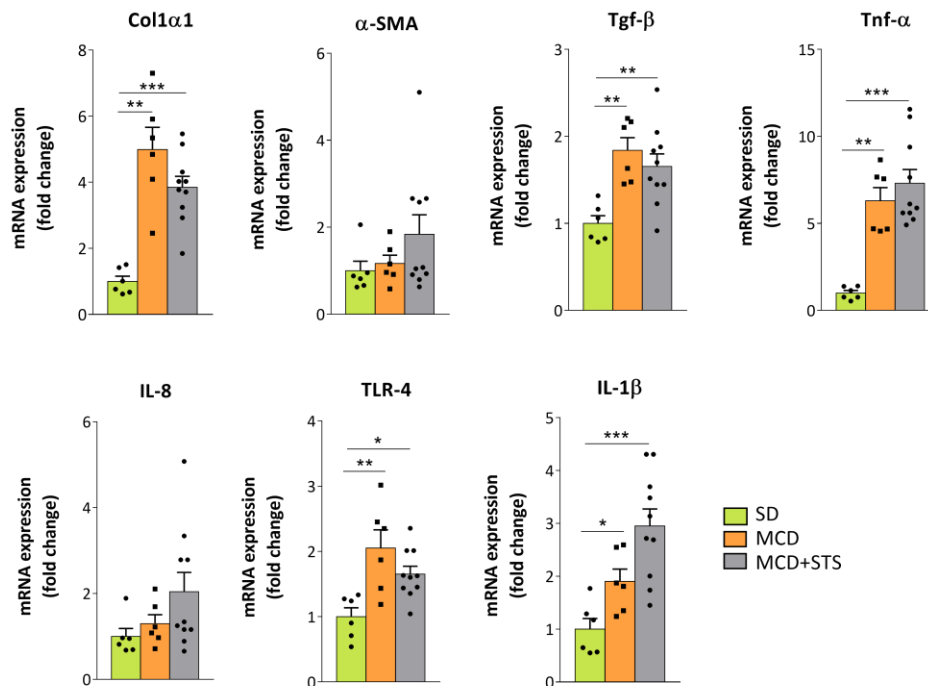 Col1α1
8
6
4
2
0
mRNA expression
(fold change)
***
**
α-SMA
6
4
2
0
mRNA expression
(fold change)
Tgf-β
3
2
1
0
mRNA expression
(fold change)
**
**
Tnf-α
15
10
5
0
mRNA expression
(fold change)
***
**
IL-8
6
4
2
0
mRNA expression
(fold change)
TLR-4
4
3
2
1
0
mRNA expression
(fold change)
*
**
IL-1β
5
4
3
2
1
0
mRNA expression
(fold change)
***
*
SD
MCD
MCD+STS